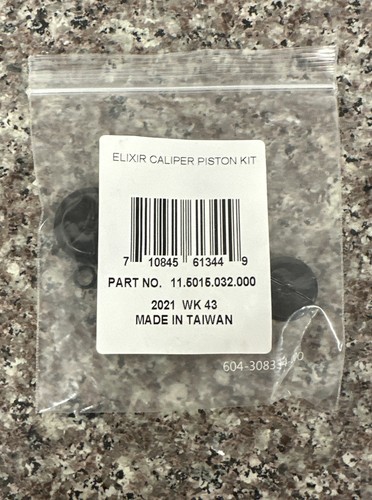 ELIXIR CALIPER PISTON KIT
7 10845 61344 9
PART NO. 11.5015.032.000
2021 WK 43
MADE IN TAIWAN